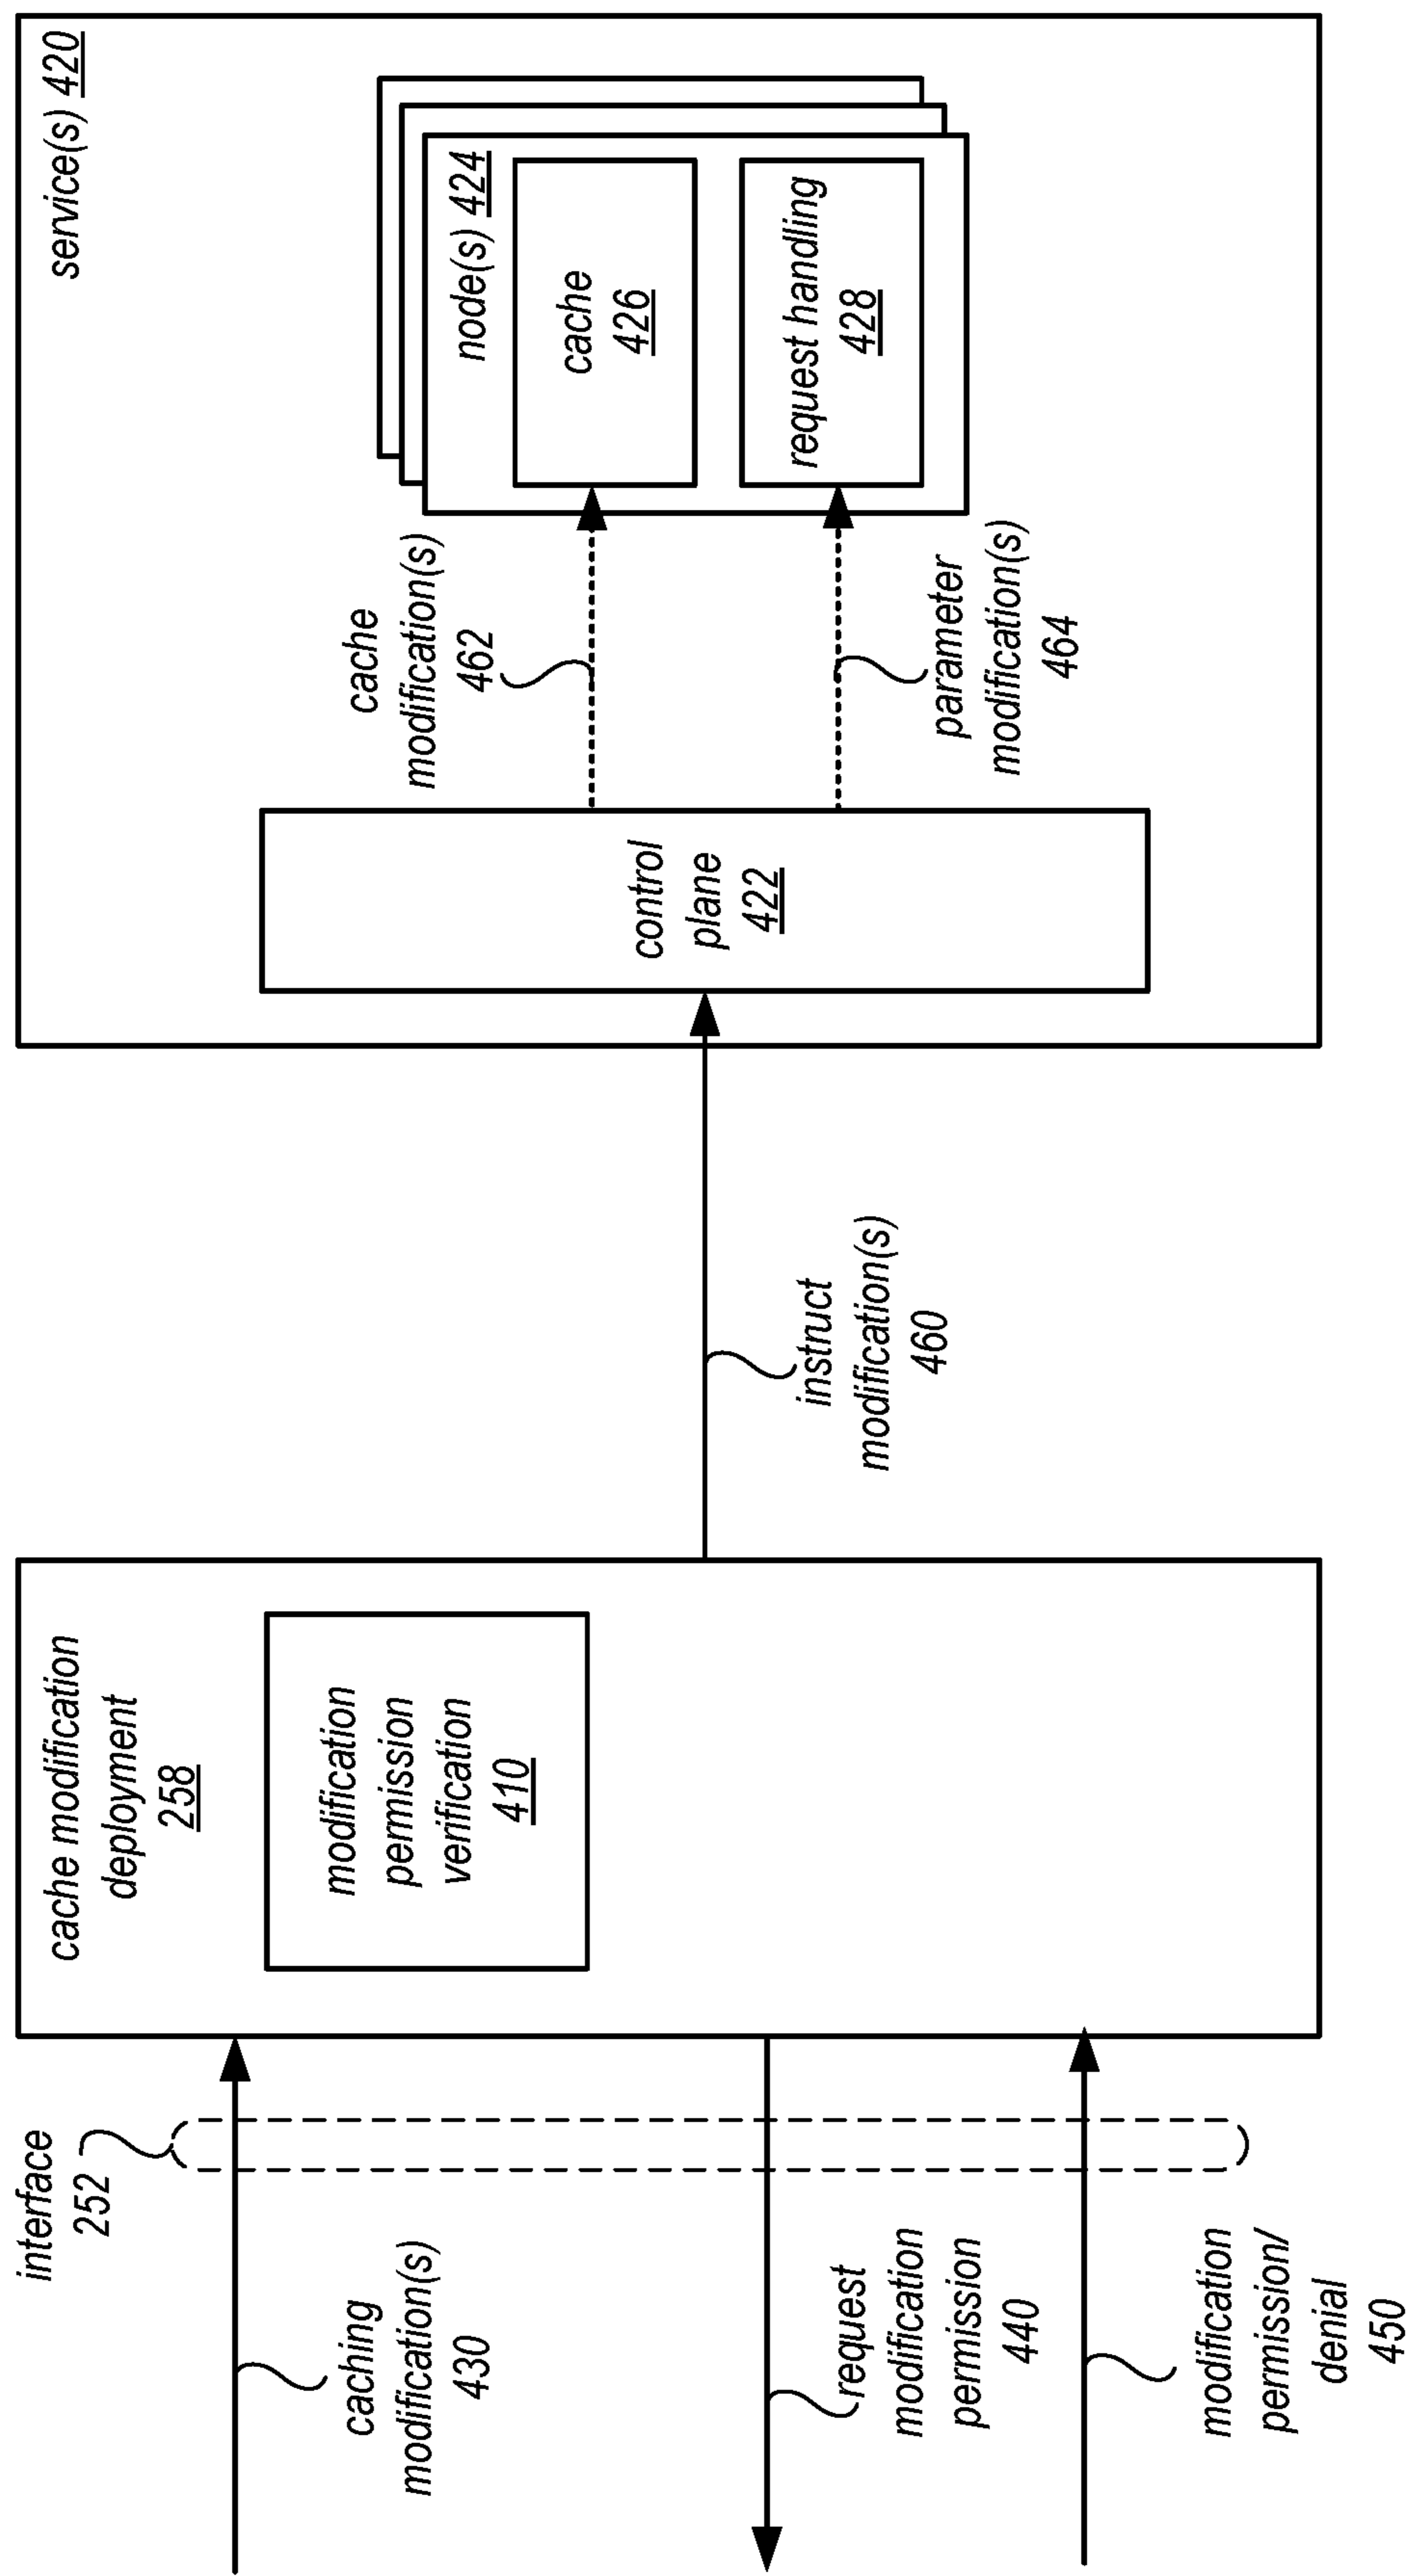 interface
252
caching
modification(s)
430
request
modification
permission
440
modification
permission/
denial
450
cache modification
deployment
258
modification
permission
verification
410
instruct
modification(s)
460
service(s) 420
control
plane
422
cache
modification(s)
462
parameter
modification(s)
464
node(s) 424
cache
426
request handling
428